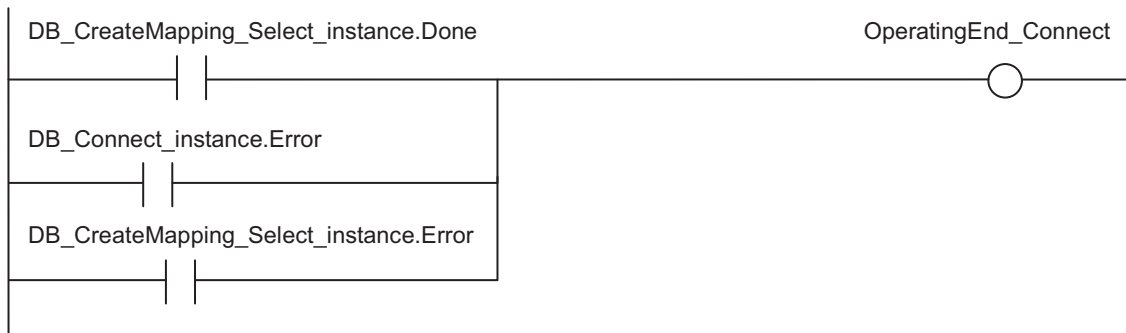 DB_CreateMapping_Select_instance.Done
OperatingEnd_Connect
DB_Connect_instance.Error
DB_CreateMapping_Select_instance.Error